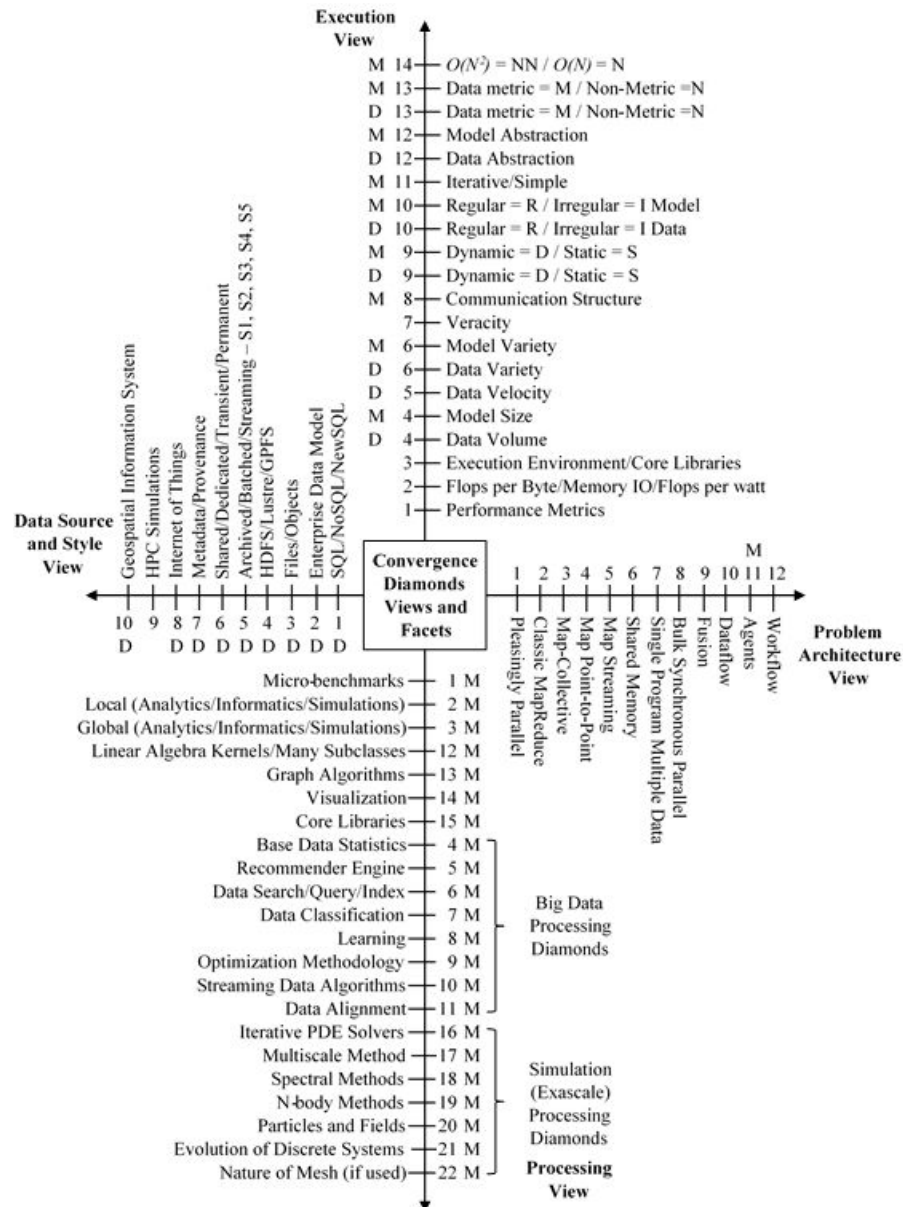 Execution
View
M 14 O(N²) = NN / O(N) = N
M 13 Data metric = M / Non-Metric =N
D 13 Data metric = M / Non-Metric =N
M 12 Model Abstraction
D 12 Data Abstraction
M 11 Iterative/Simple
M 10 Regular = R / Irregular = I Model
D 10 Regular = R / Irregular = I Data
M 9 Dynamic = D / Static = S
D 9 Dynamic = D / Static = S
M 8 Communication Structure
7 Veracity
M 6 Model Variety
D 6 Data Variety
D 5 Data Velocity
M 4 Model Size
D 4 Data Volume
3 Execution Environment/Core Libraries
2 Flops per Byte/Memory IO/Flops per watt
1 Performance Metrics
Data Source
and Style
View
Geospatial Information System
HPC Simulations
Internet of Things
Metadata/Provenance
Shared/Dedicated/Transient/Permanent
Archived/Batched/Streaming – S1, S2, S3, S4, S5
HDFS/Lustre/GPFS
Files/Objects
Enterprise Data Model
SQL/NoSQL/NewSQL
10 9 8 7 6 5 4 3 2 1
D D D D D D D D D
Convergence
Diamonds
Views and
Facets
M
1 2 3 4 5 6 7 8 9 10 11 12
Pleasingly Parallel
Classic MapReduce
Map-Collective
Map Point-to-Point
Map Streaming
Shared Memory
Single Program Multiple Data
Bulk Synchronous Parallel
Fusion
Dataflow
Agents
Workflow
Problem
Architecture
View
Micro-benchmarks 1 M
Local (Analytics/Informatics/Simulations) 2 M
Global (Analytics/Informatics/Simulations) 3 M
Linear Algebra Kernels/Many Subclasses 12 M
Graph Algorithms 13 M
Visualization 14 M
Core Libraries 15 M
Base Data Statistics 4 M
Recommender Engine 5 M
Data Search/Query/Index 6 M
Data Classification 7 M
Learning 8 M
Optimization Methodology 9 M
Streaming Data Algorithms 10 M
Data Alignment 11 M
Big Data
Processing
Diamonds
Iterative PDE Solvers 16 M
Multiscale Method 17 M
Spectral Methods 18 M
N-body Methods 19 M
Particles and Fields 20 M
Evolution of Discrete Systems 21 M
Nature of Mesh (if used) 22 M
Simulation
(Exascale)
Processing
Diamonds
Processing
View